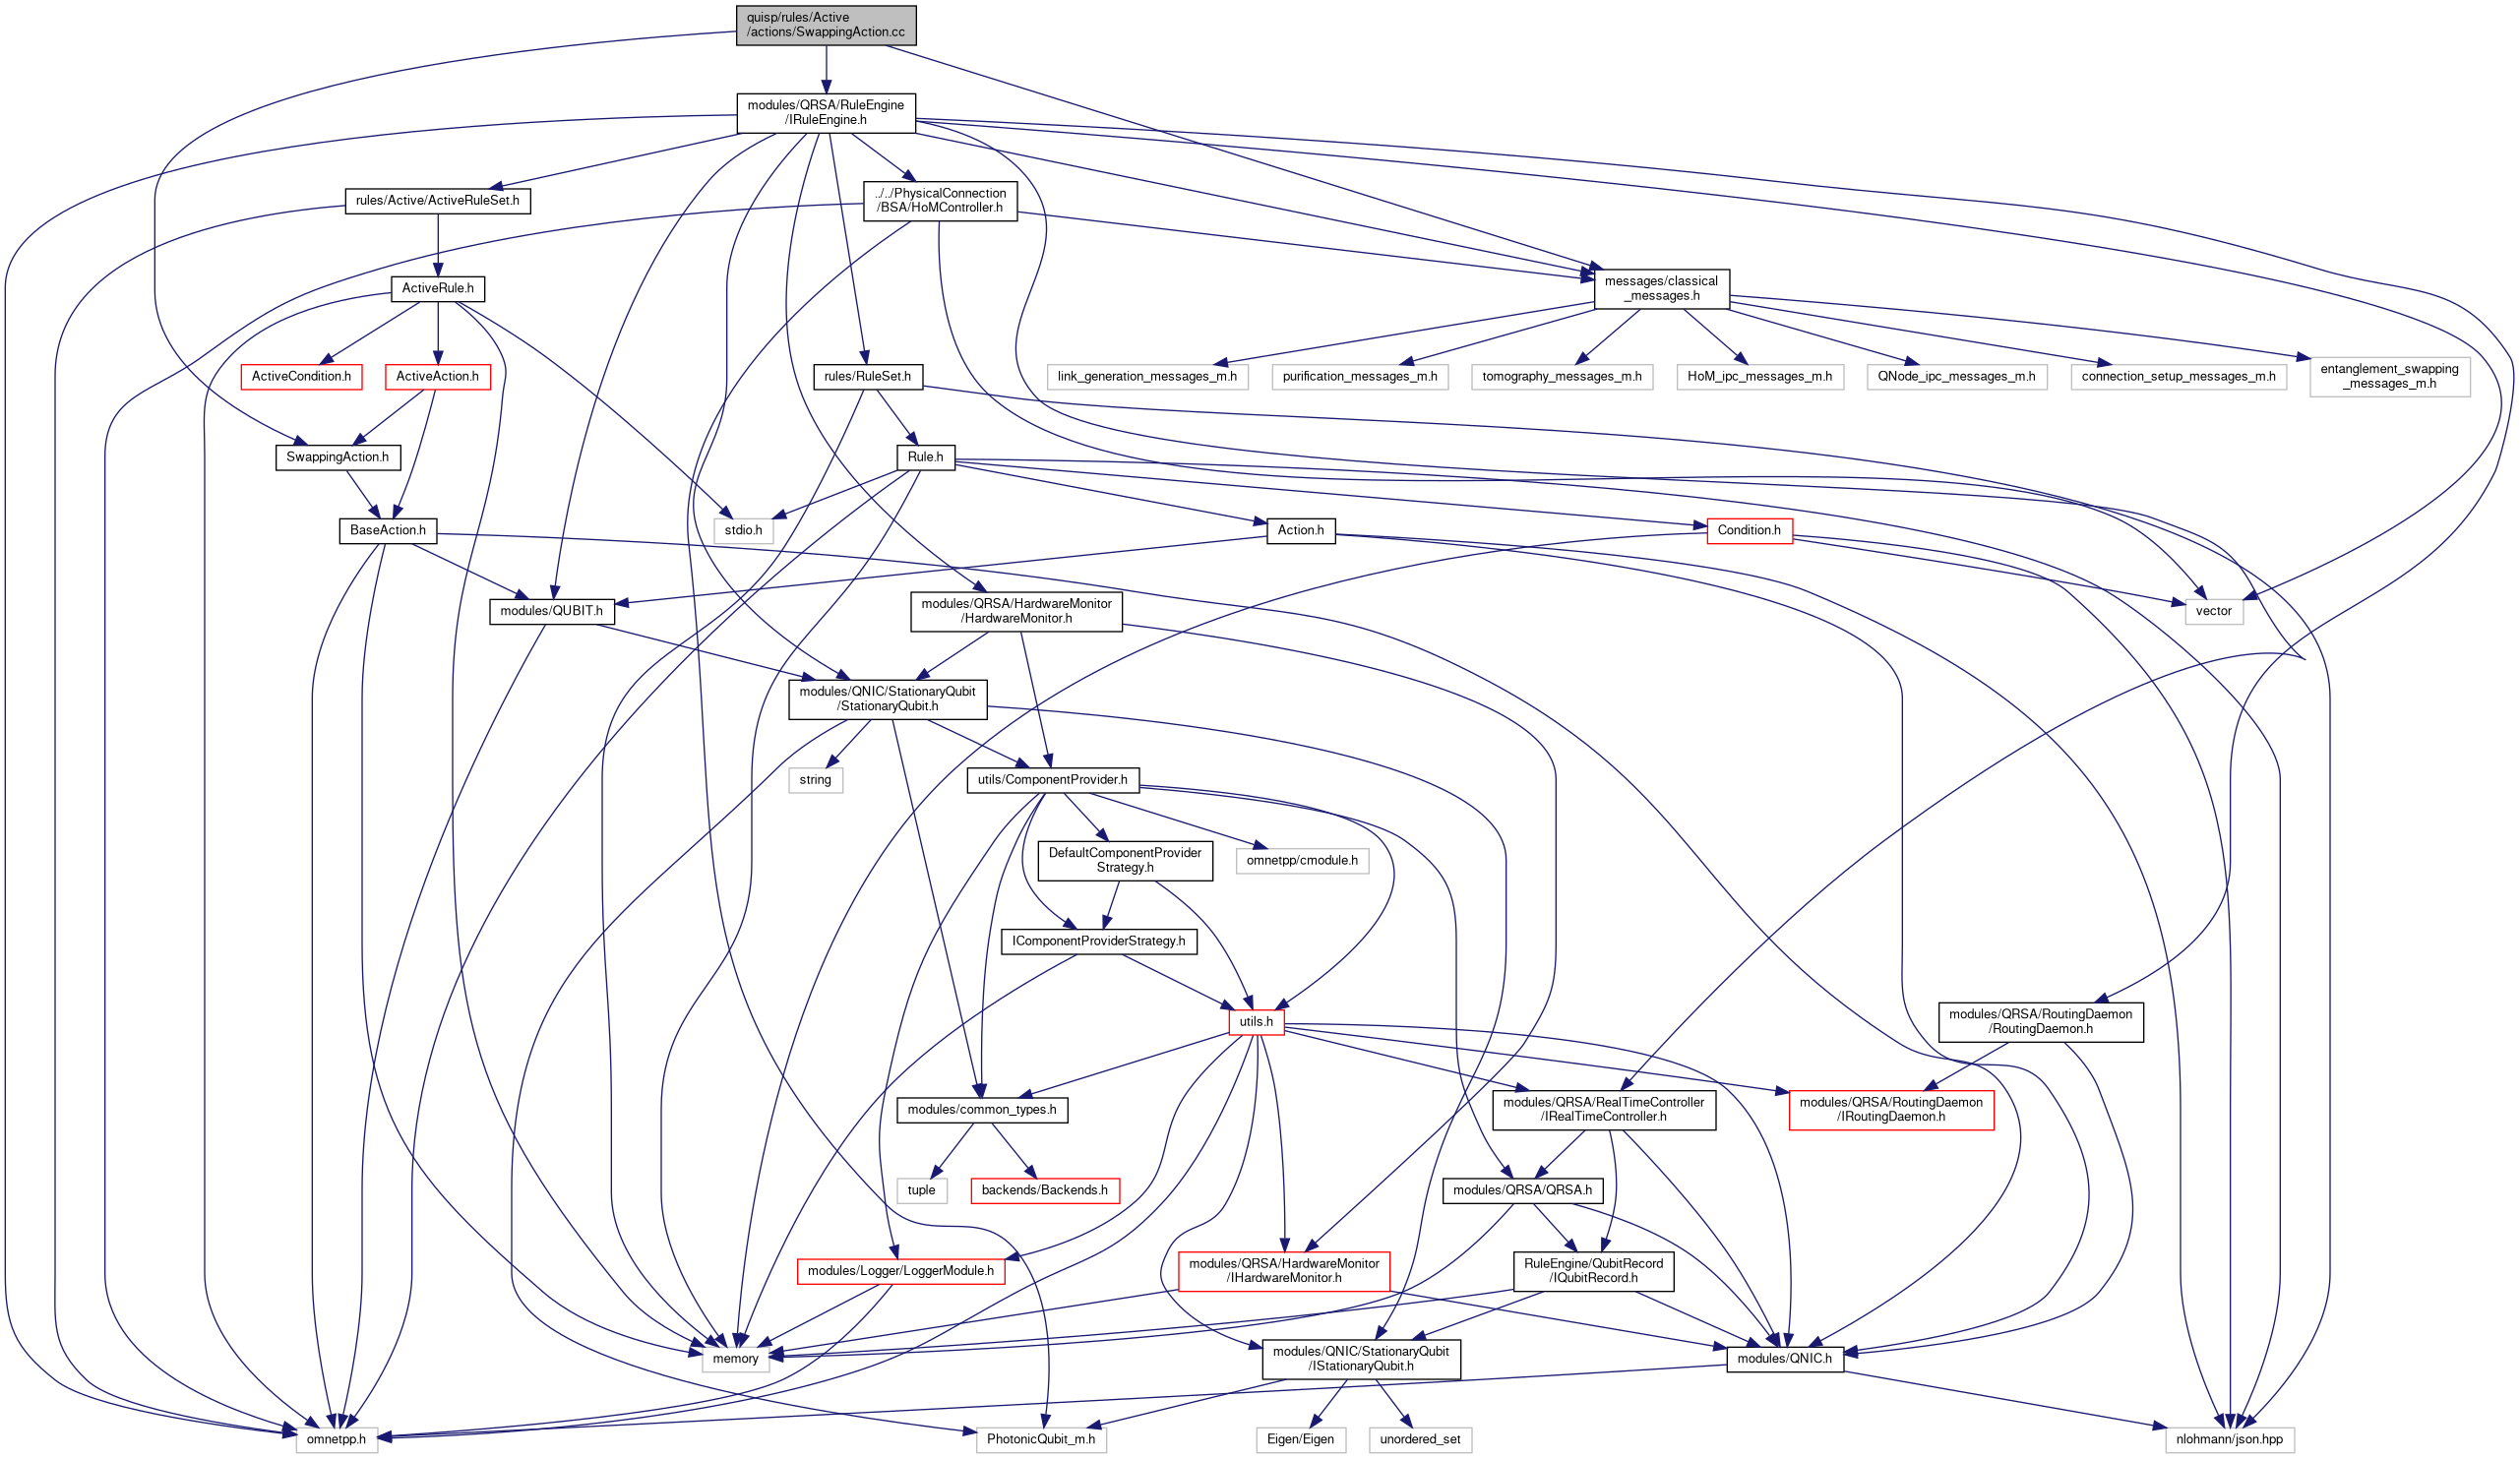 quisp/rules/Active
/actions/SwappingAction.cc
modules/QRSA/RuleEngine
/IRuleEngine.h
rules/Active/ActiveRuleSet.h
../../PhysicalConnection
/BSA/HoMController.h
ActiveRule.h
messages/classical
_messages.h
ActiveCondition.h
ActiveAction.h
rules/RuleSet.h
link_generation_messages_m.h
purification_messages_m.h
tomography_messages_m.h
HoM_ipc_messages_m.h
QNode_ipc_messages_m.h
connection_setup_messages_m.h
entanglement_swapping
_messages_m.h
SwappingAction.h
Rule.h
BaseAction.h
stdio.h
Action.h
Condition.h
modules/QUBIT.h
modules/QRSA/HardwareMonitor
/HardwareMonitor.h
vector
modules/QNIC/StationaryQubit
/StationaryQubit.h
string
utils/ComponentProvider.h
DefaultComponentProvider
Strategy.h
omnetpp/cmodule.h
IComponentProviderStrategy.h
utils.h
modules/QRSA/RoutingDaemon
/RoutingDaemon.h
modules/common_types.h
modules/QRSA/RealTimeController
/IRealTimeController.h
modules/QRSA/RoutingDaemon
/IRoutingDaemon.h
tuple
backends/Backends.h
modules/QRSA/QRSA.h
modules/Logger/LoggerModule.h
modules/QRSA/HardwareMonitor
/IHardwareMonitor.h
RuleEngine/QubitRecord
/IQubitRecord.h
memory
modules/QNIC/StationaryQubit
/IStationaryQubit.h
modules/QNIC.h
omnetpp.h
PhotonicQubit_m.h
Eigen/Eigen
unordered_set
nlohmann/json.hpp